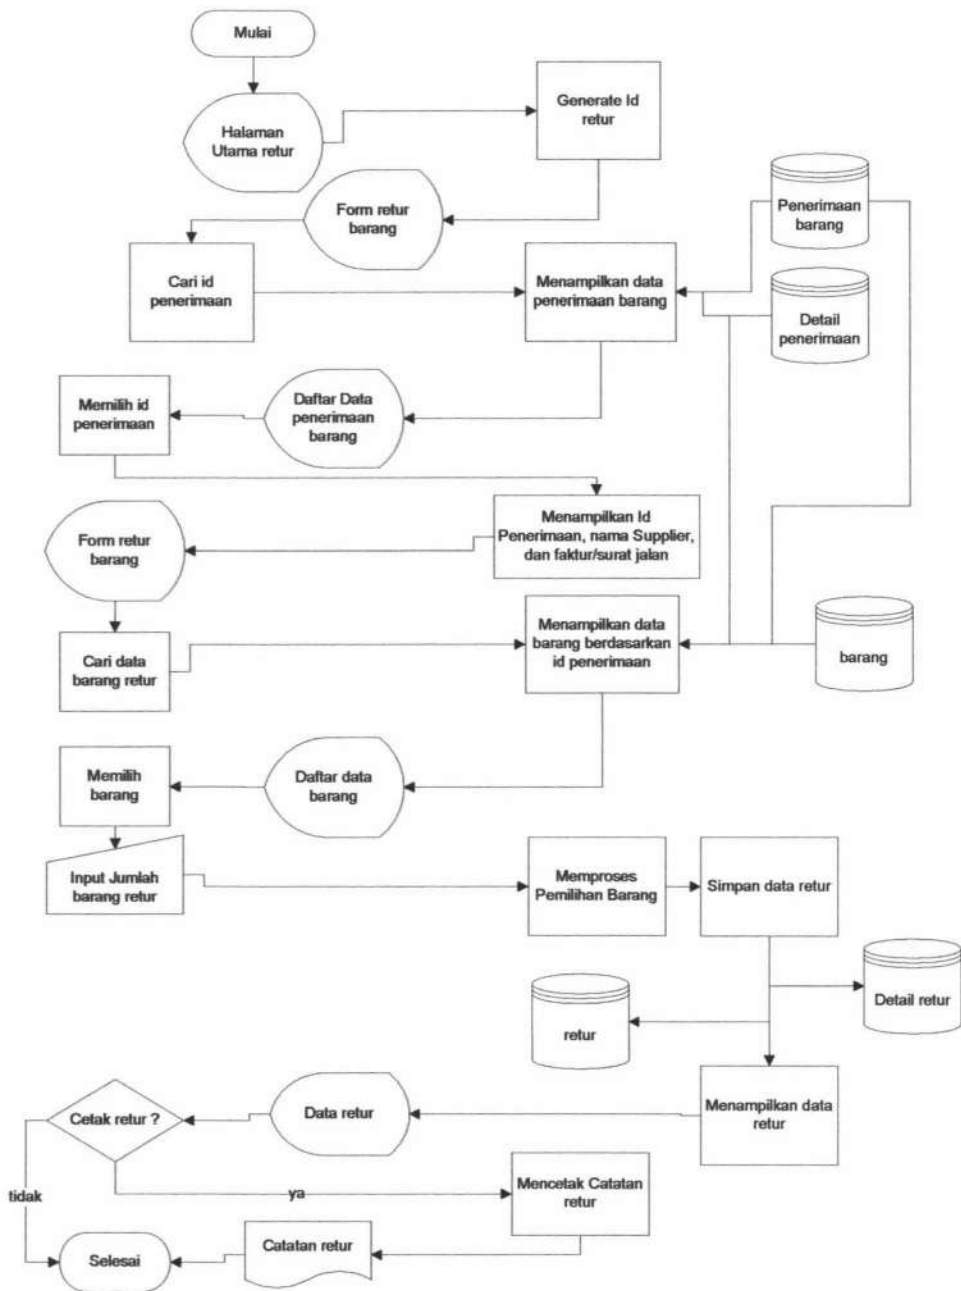 Mulai
Generate Id
retur
Halaman
Utama retur
Penerimaan
barang
Form retur
barang
Cari id
penerimaan
Menampilkan data
penerimaan barang
Detail
penerimaan
Memilih id
penerimaan
Daftar Data
penerimaan
barang
Menampilkan Id
Penerimaan, nama Supplier,
dan faktur/surat jalan
Form retur
barang
Menampilkan data
barang berdasarkan
id penerimaan
Cari data
barang retur
barang
Memilih
barang
Daftar data
barang
Input Jumlah
barang retur
Memproses
Pemilihan Barang
Simpan data retur
Detail retur
retur
Cetak retur ?
Data retur
Menampilkan data
retur
Mencetak Catatan
retur
ya
tidak
Catatan retur
Selesai